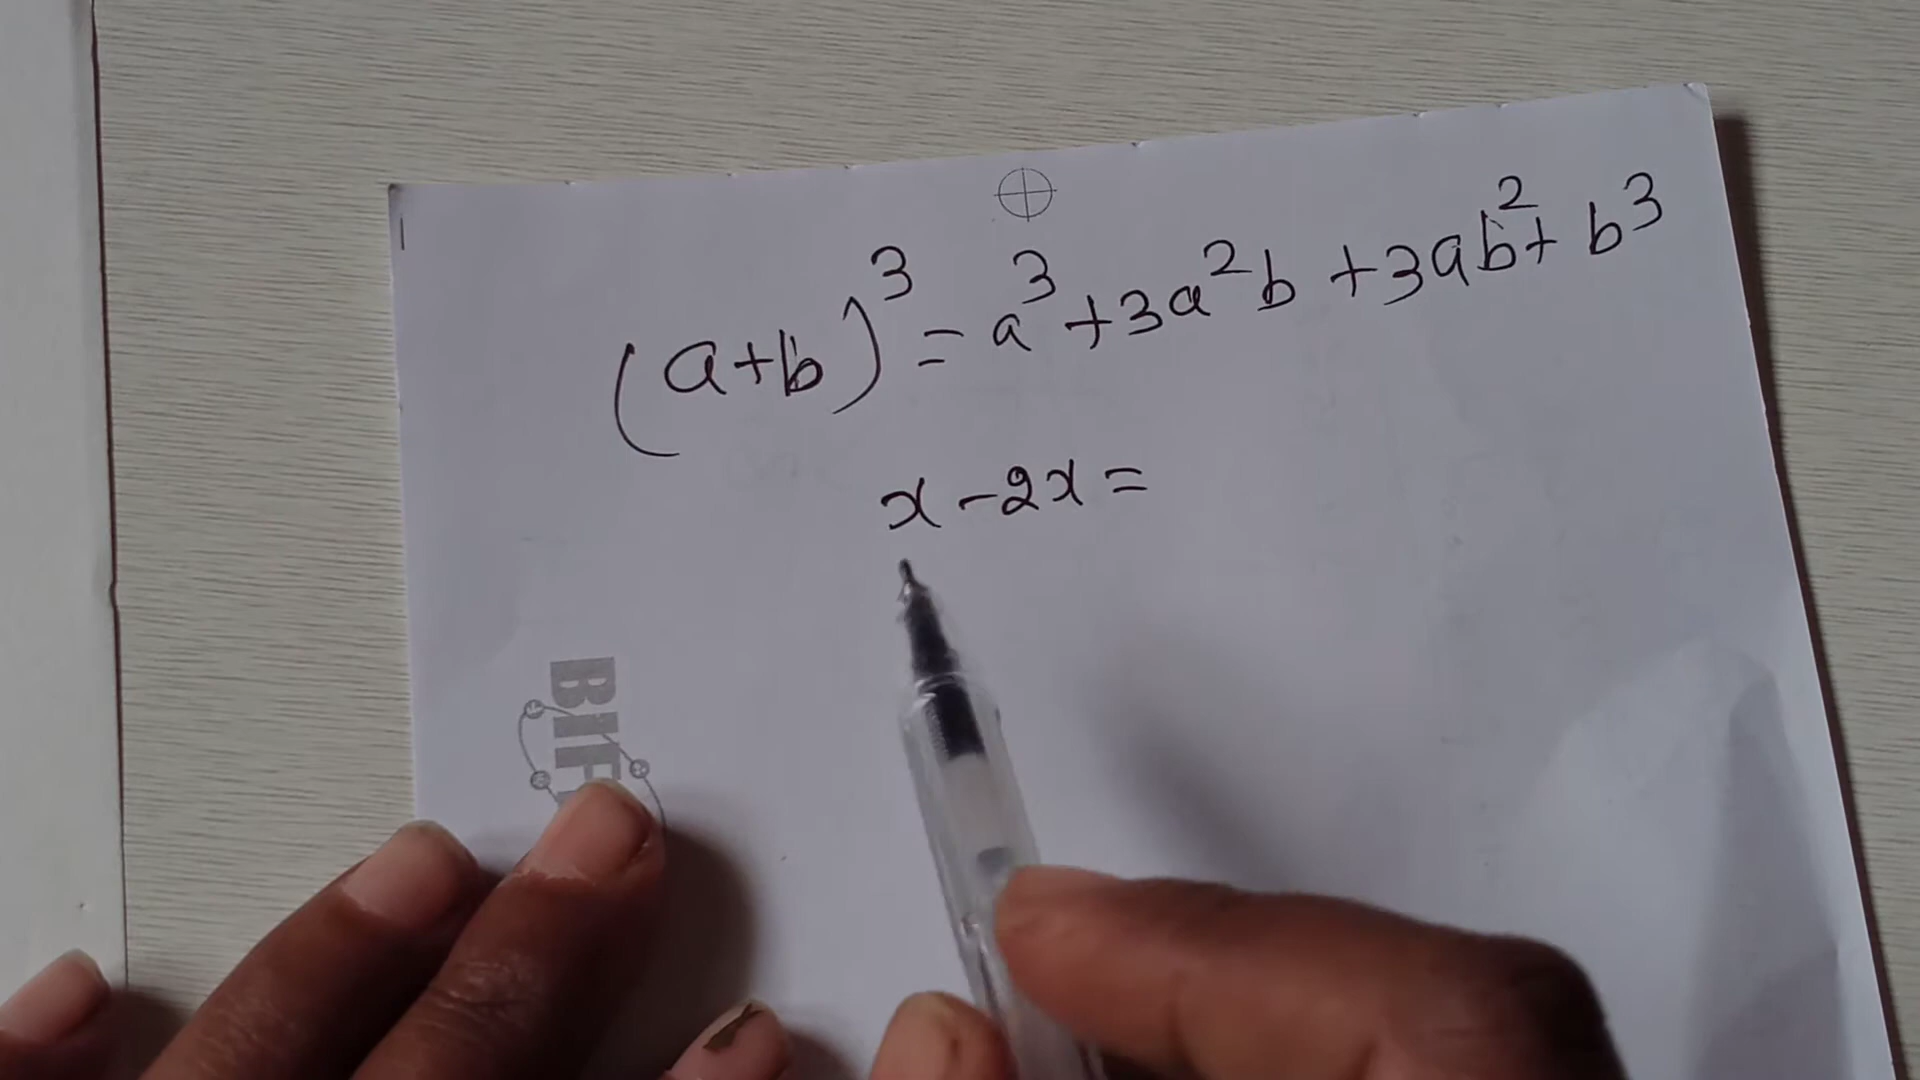 (a+b)³ = a³ + 3a²b + 3ab² + b³
x - 2x =